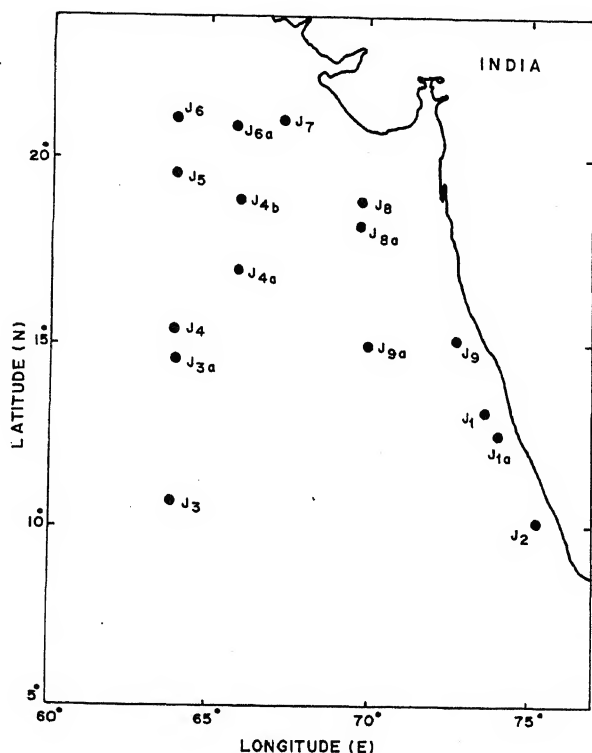 INDIA
J6
J6a
J7
20°
J5
J4b
J8
J8a
J4a
J4
15°
J3a
J9a
J9
J1
J1a
J3
10°
J2
5°
60°
65°
70°
75°
LATITUDE (N)
LONGITUDE (E)